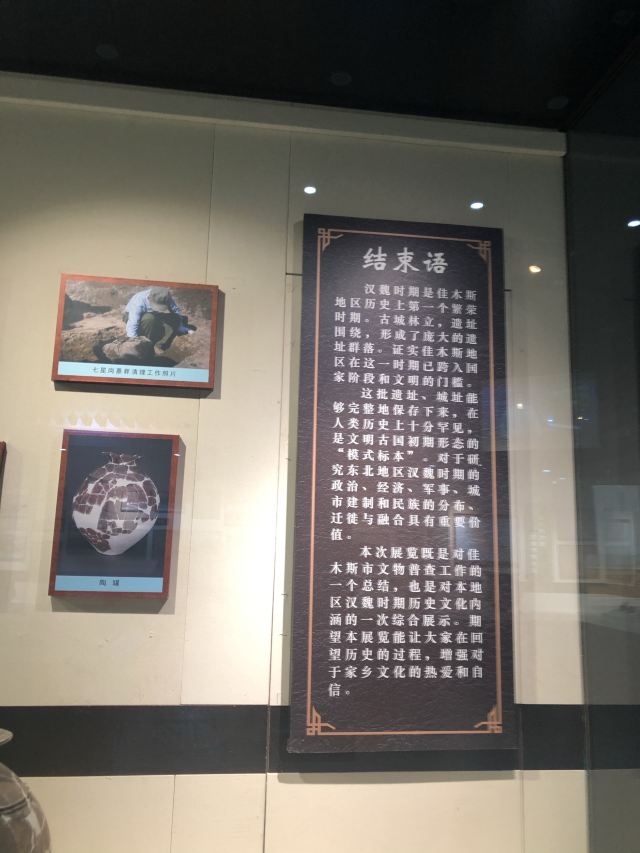 结束语
汉魏时期是佳木斯
地区历史上第一个繁荣
时期。古城林立，遗址
围绕，形成了庞大的遗
址群落。证实佳木斯地
区在这一时期已跨入国
家阶段和文明的门槛。
这批遗址、城址能
够完整地保存下来，在
人类历史上十分罕见，
是文明古国初期形态的
“模式标本”。对于研
究东北地区汉魏时期的
政治、经济、军事、城
市建制和民族的分布、
迁徙与融合具有重要价
值。
本次展览既是对佳
木斯市文物普查工作的
一个总结，也是对本地
区汉魏时期历史文化内
涵的一次综合展示。期
望本展览能让大家在回
望历史的过程，增强对
于家乡文化的热爱和自
信。
七星岗墓葬清理工作照片
陶罐